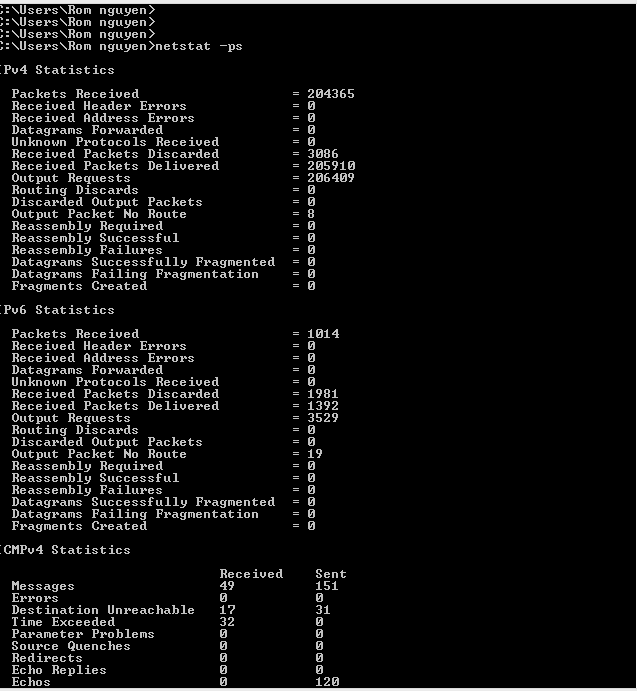 C:\Users\Rom nguyen>
C:\Users\Rom nguyen>
C:\Users\Rom nguyen>
C:\Users\Rom nguyen>netstat -ps
IPv4 Statistics
Packets Received = 204365
Received Header Errors = 0
Received Address Errors = 0
Datagrams Forwarded = 0
Unknown Protocols Received = 0
Received Packets Discarded = 3086
Received Packets Delivered = 205910
Output Requests = 206409
Routing Discards = 0
Discarded Output Packets = 0
Output Packet No Route = 8
Reassembly Required = 0
Reassembly Successful = 0
Reassembly Failures = 0
Datagrams Successfully Fragmented = 0
Datagrams Failing Fragmentation = 0
Fragments Created = 0
IPv6 Statistics
Packets Received = 1014
Received Header Errors = 0
Received Address Errors = 0
Datagrams Forwarded = 0
Unknown Protocols Received = 0
Received Packets Discarded = 1981
Received Packets Delivered = 1392
Output Requests = 3529
Routing Discards = 0
Discarded Output Packets = 0
Output Packet No Route = 19
Reassembly Required = 0
Reassembly Successful = 0
Reassembly Failures = 0
Datagrams Successfully Fragmented = 0
Datagrams Failing Fragmentation = 0
Fragments Created = 0
ICMPv4 Statistics
Received Sent
Messages 49 151
Errors 0 0
Destination Unreachable 17 31
Time Exceeded 32 0
Parameter Problems 0 0
Source Quenches 0 0
Redirects 0 0
Echo Replies 0 0
Echos 0 120